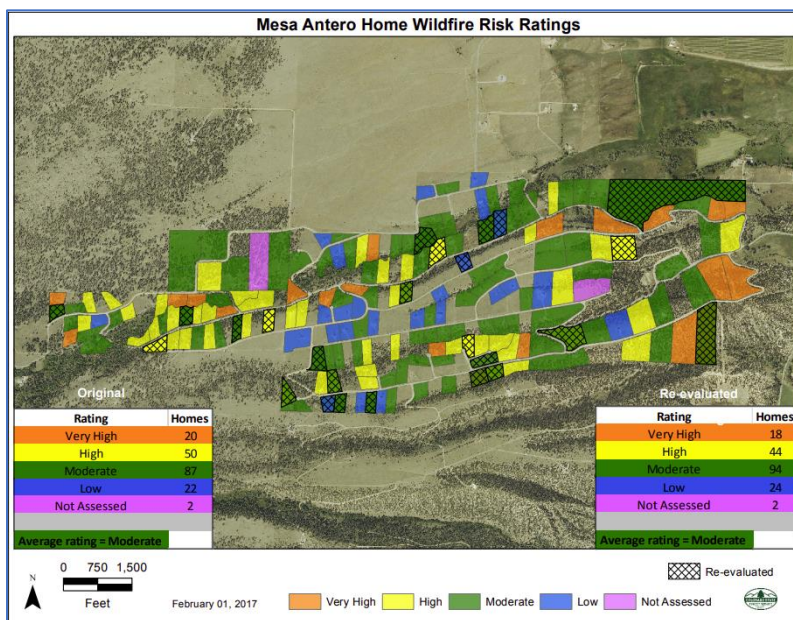 Mesa Antero Home Wildfire Risk Ratings
Original
Rating Homes
Very High 20
High 50
Moderate 87
Low 22
Not Assessed 2
Average rating = Moderate
Re-evaluated
Rating Homes
Very High 18
High 44
Moderate 94
Low 24
Not Assessed 2
Average rating = Moderate
N
0 750 1,500
Feet
February 01, 2017
Re-evaluated
Very High High Moderate Low Not Assessed